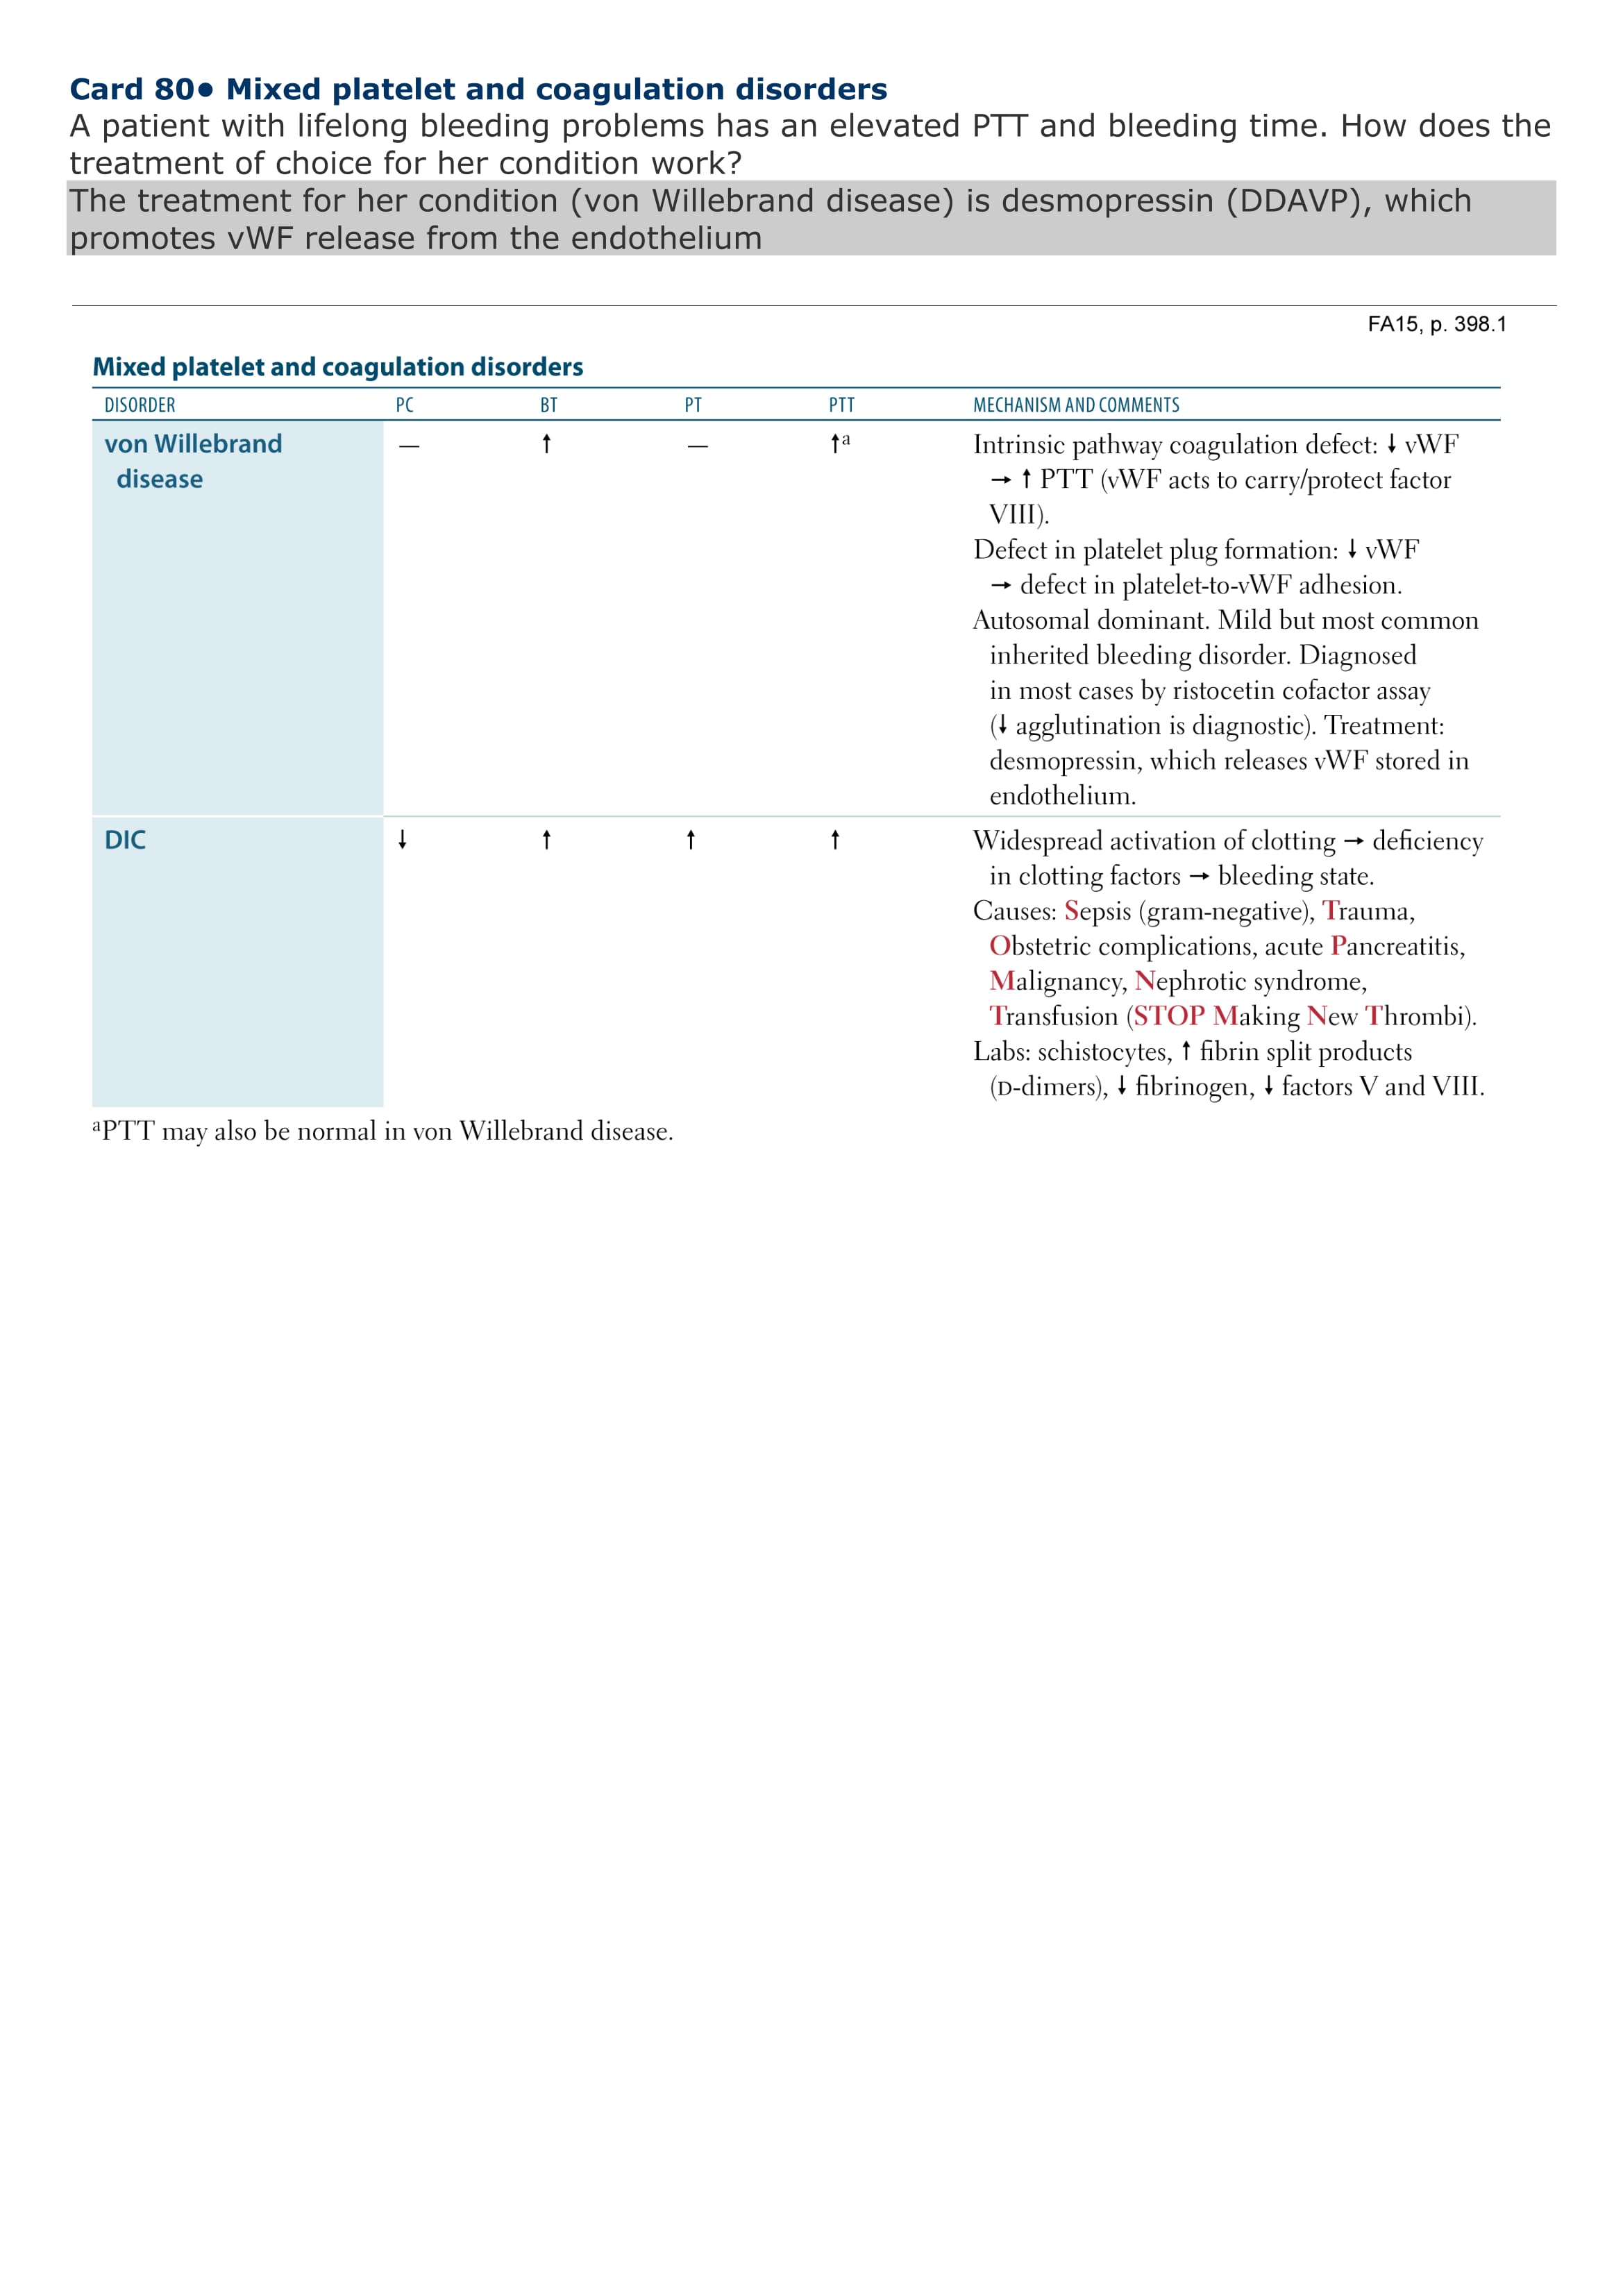 Card 80● Mixed platelet and coagulation disorders
A patient with lifelong bleeding problems has an elevated PTT and bleeding time. How does the
treatment of choice for her condition work?
The treatment for her condition (von Willebrand disease) is desmopressin (DDAVP), which
promotes vWF release from the endothelium
FA15, p. 398.1
Mixed platelet and coagulation disorders
DISORDER PC BT PT PTT MECHANISM AND COMMENTS
von Willebrand — ↑ — ↑ᵃ Intrinsic pathway coagulation defect: ↓ vWF
disease → ↑ PTT (vWF acts to carry/protect factor
VIII).
Defect in platelet plug formation: ↓ vWF
→ defect in platelet-to-vWF adhesion.
Autosomal dominant. Mild but most common
inherited bleeding disorder. Diagnosed
in most cases by ristocetin cofactor assay
(↓ agglutination is diagnostic). Treatment:
desmopressin, which releases vWF stored in
endothelium.
DIC ↓ ↑ ↑ ↑ Widespread activation of clotting → deficiency
in clotting factors → bleeding state.
Causes: Sepsis (gram-negative), Trauma,
Obstetric complications, acute Pancreatitis,
Malignancy, Nephrotic syndrome,
Transfusion (STOP Making New Thrombi).
Labs: schistocytes, ↑ fibrin split products
(D-dimers), ↓ fibrinogen, ↓ factors V and VIII.
ᵃPTT may also be normal in von Willebrand disease.